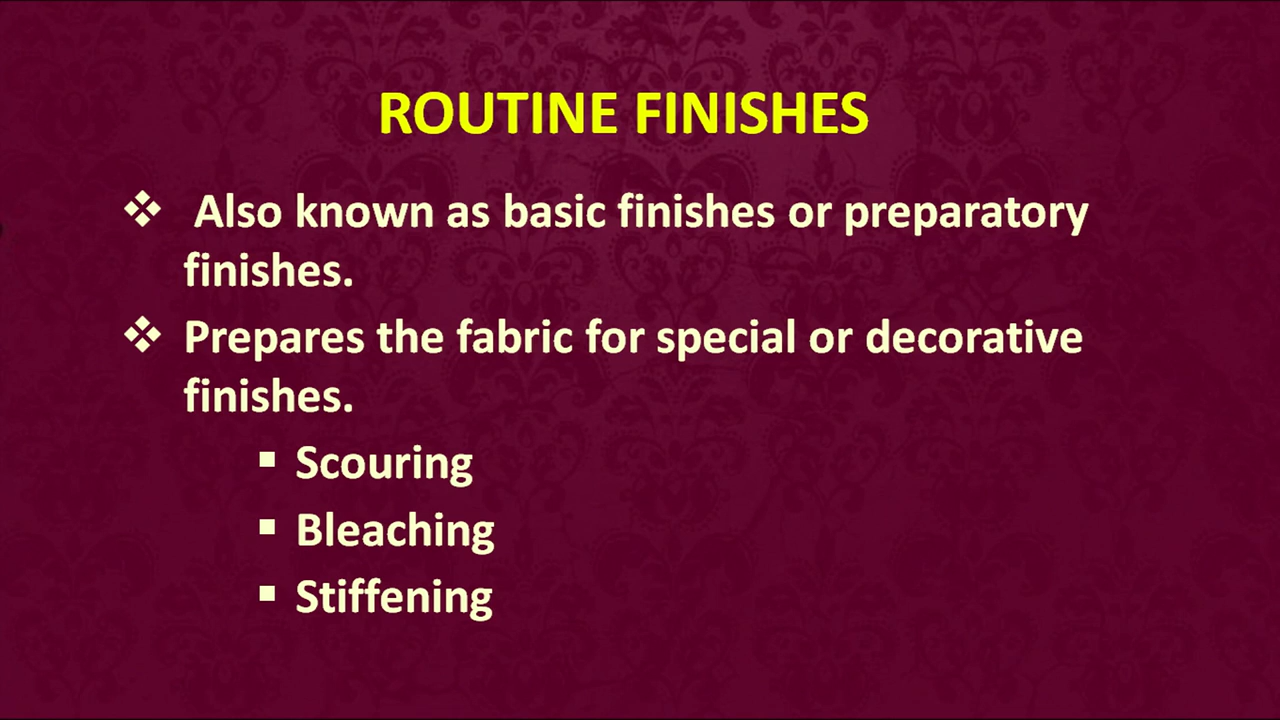 ROUTINE FINISHES
❖ Also known as basic finishes or preparatory
finishes.
❖ Prepares the fabric for special or decorative
finishes.
▪ Scouring
▪ Bleaching
▪ Stiffening